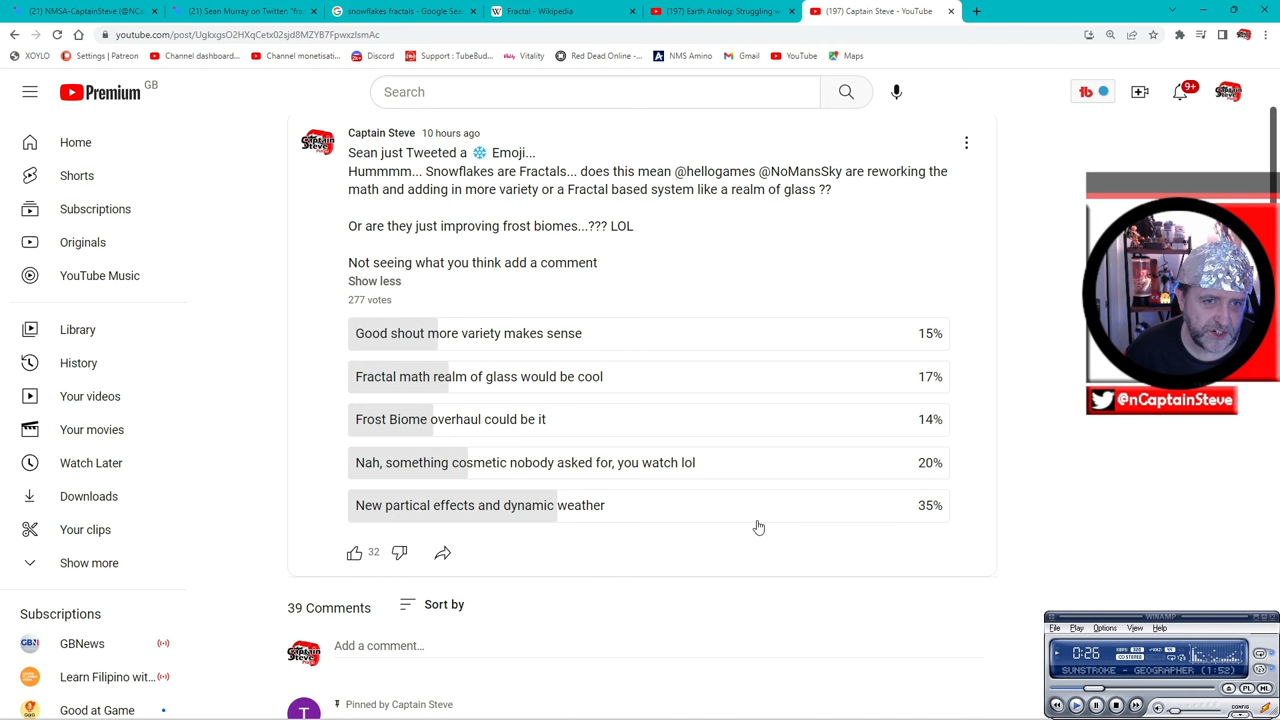 (21) NMSA-CaptainSteve (@NC
(21) Sean Murray on Twitter: "fr
snowflakes fractals - Google Sea
Fractal - Wikipedia
(197) Earth Analog: Struggling w
(197) Captain Steve - YouTube
youtube.com/post/UgkxgsO2HXqCetx02sjd8MZYB7FpwxzlsmAc
XOYLO
Settings | Patreon
Channel dashboard...
Channel monetisati...
Discord
Support : TubeBud...
Vitality
Red Dead Online -...
NMS Amino
Gmail
YouTube
Maps
Premium GB
Search
tb
9+
Home
Shorts
Subscriptions
Originals
YouTube Music
Library
History
Your videos
Your movies
Watch Later
Downloads
Your clips
Show more
Subscriptions
GBNews
Learn Filipino wit...
Good at Game
Captain Steve 10 hours ago
Sean just Tweeted a ❄️ Emoji...
Hummmm... Snowflakes are Fractals... does this mean @hellogames @NoMansSky are reworking the
math and adding in more variety or a Fractal based system like a realm of glass ??
Or are they just improving frost biomes...??? LOL
Not seeing what you think add a comment
Show less
277 votes
Good shout more variety makes sense 15%
Fractal math realm of glass would be cool 17%
Frost Biome overhaul could be it 14%
Nah, something cosmetic nobody asked for, you watch lol 20%
New partical effects and dynamic weather 35%
32
39 Comments Sort by
Add a comment...
T
Pinned by Captain Steve
@nCaptainSteve
WINAMP
File Play Options View Help
0:26
SUNSTROKE - GEOGRAPHER (1:52)
PL ML
CONFIG